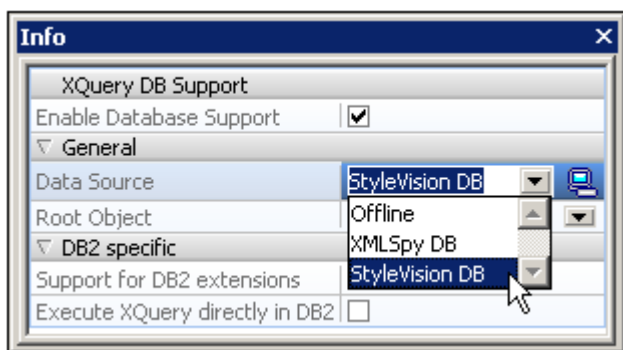 Info
XQuery DB Support
Enable Database Support
General
Data Source StyleVision DB
Offline
Root Object
XMLSpy DB
DB2 specific
StyleVision DB
Support for DB2 extensions
Execute XQuery directly in DB2